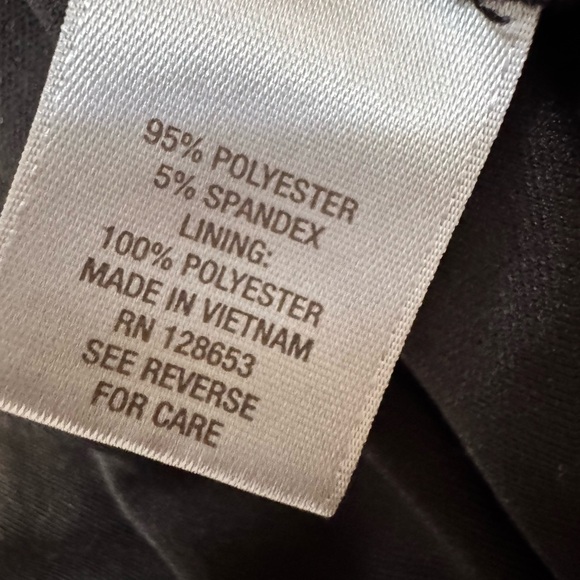 95% POLYESTER
5% SPANDEX
LINING:
100% POLYESTER
MADE IN VIETNAM
RN 128653
SEE REVERSE
FOR CARE